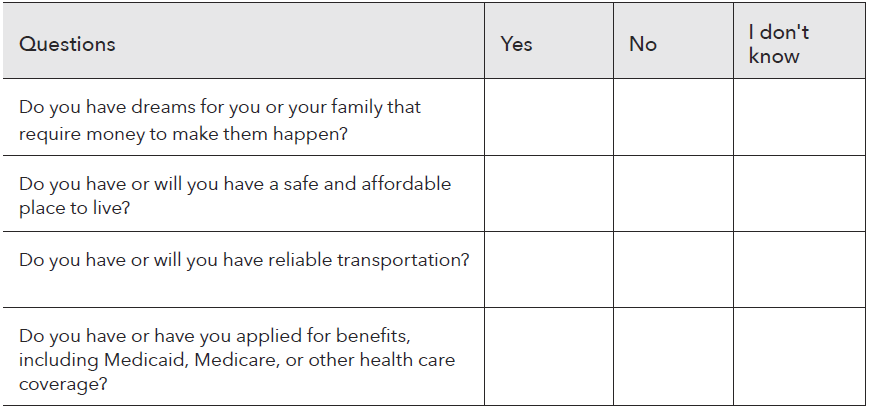 Questions
Yes
No
I don't
know
Do you have dreams for you or your family that
require money to make them happen?
Do you have or will you have a safe and affordable
place to live?
Do you have or will you have reliable transportation?
Do you have or have you applied for benefits,
including Medicaid, Medicare, or other health care
coverage?